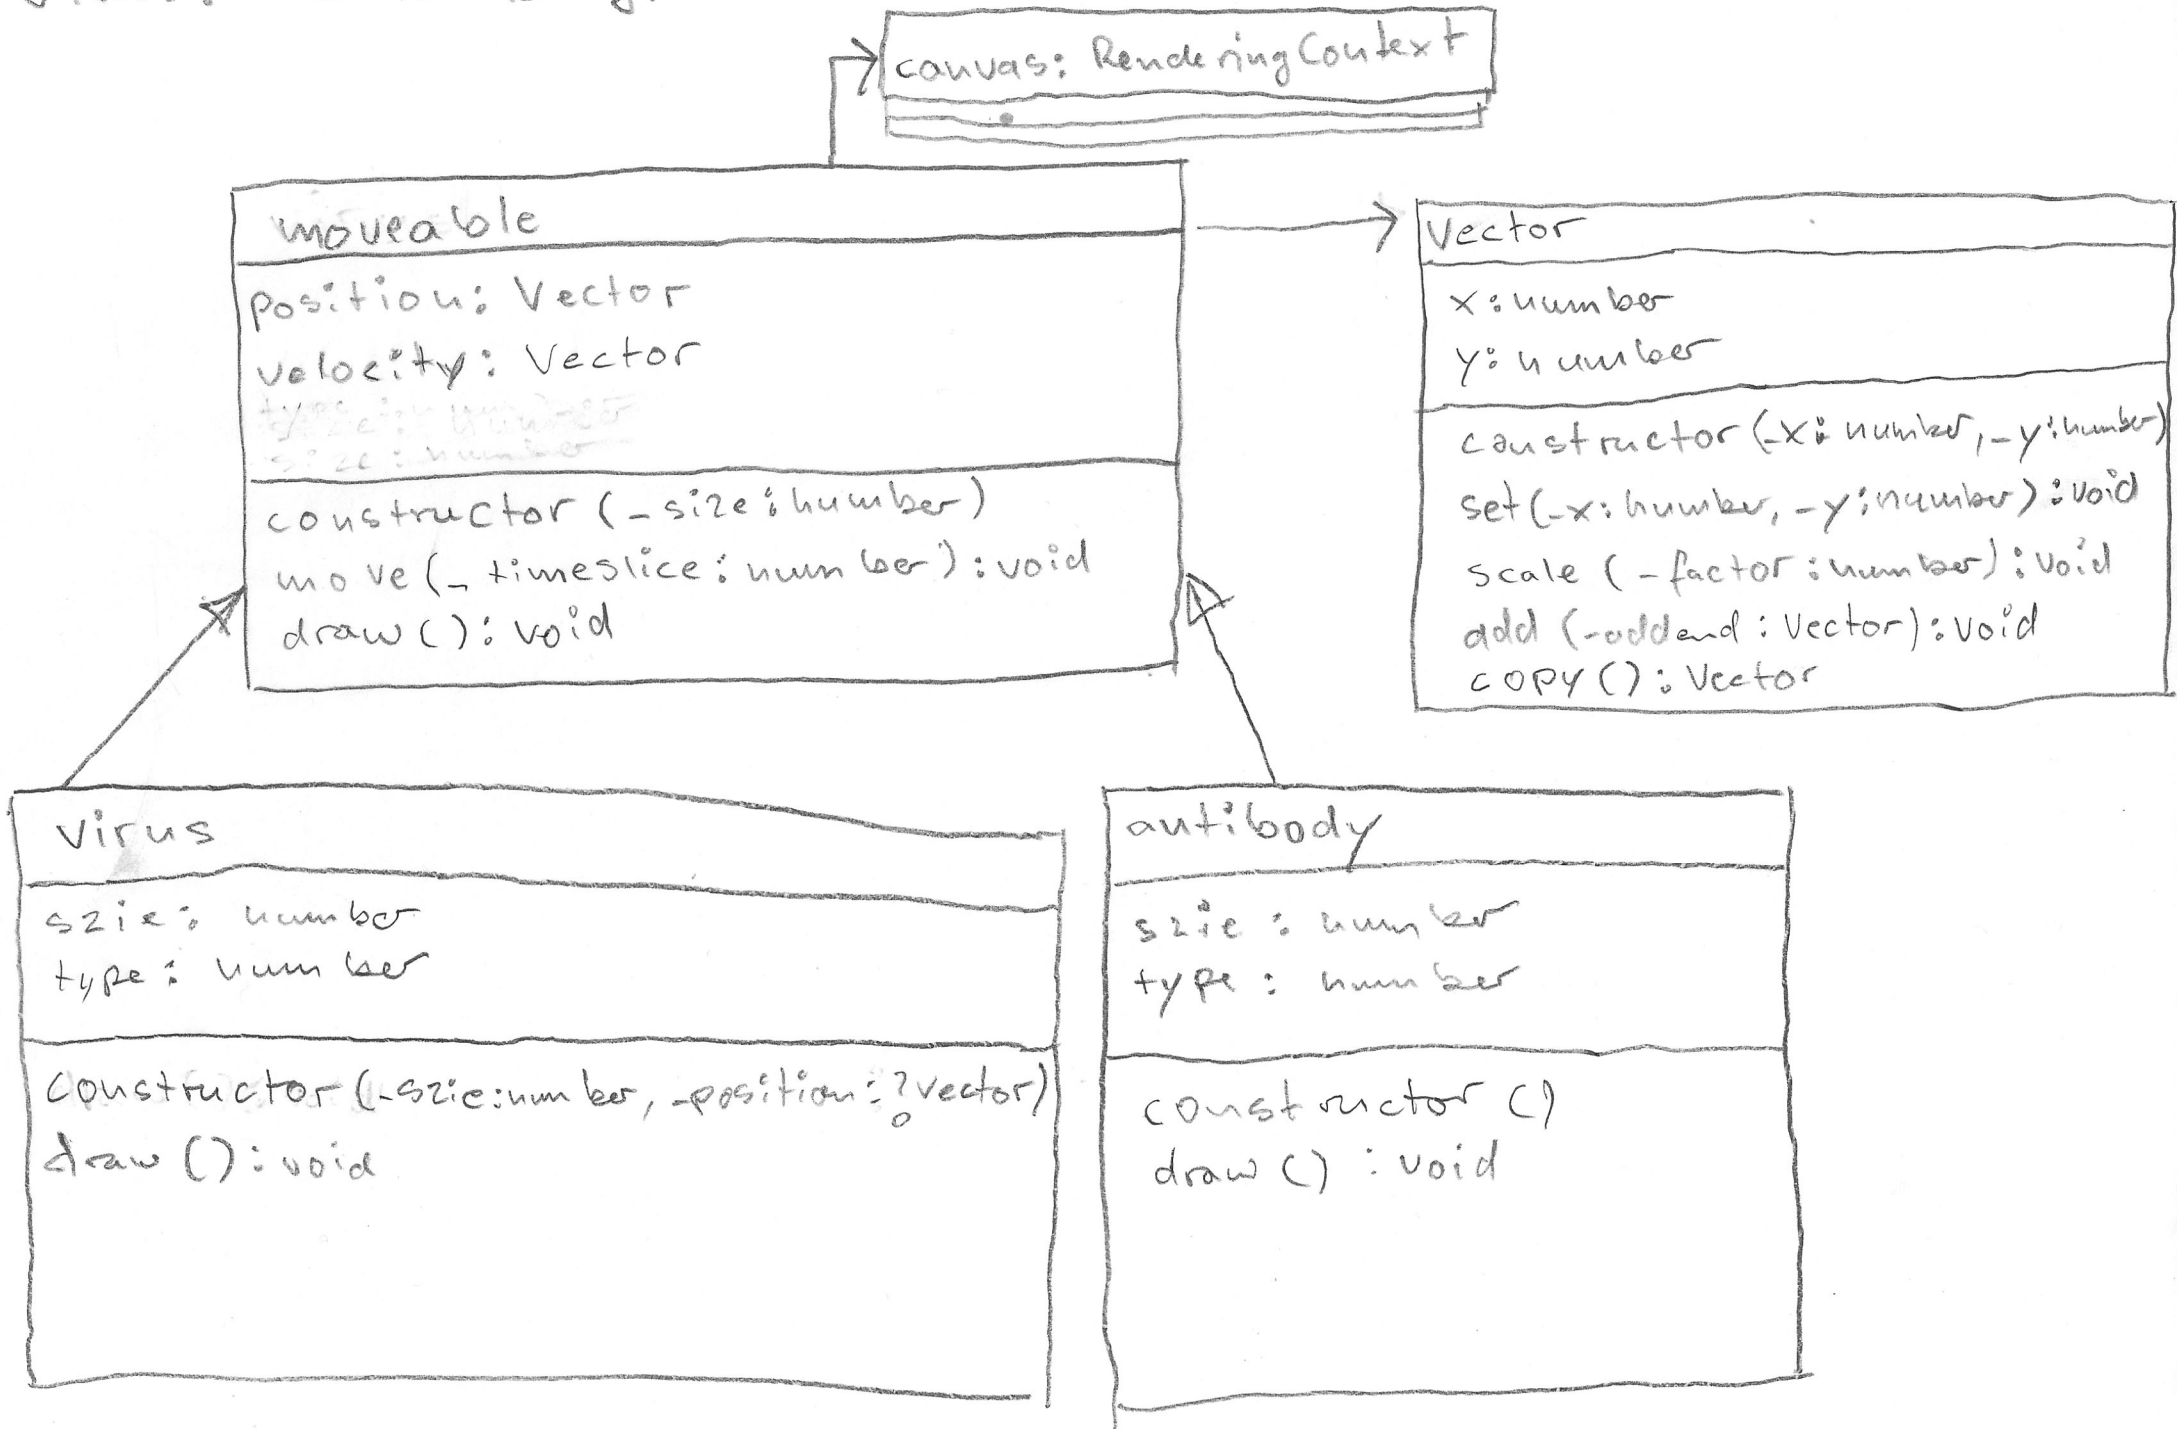 canvas: RenderingContext
moveable
position: Vector
velocity: Vector
size: number
constructor (_size: number)
move (_timeslice: number): void
draw (): void
Vector
x: number
y: number
constructor (_x: number, _y: number)
set (_x: number, _y: number): void
scale (_factor: number): void
add (_addend: Vector): void
copy (): Vector
virus
szie: number
type: number
constructor (_szie: number, _position: ? vector)
draw (): void
antibody
szie: number
type: number
constructor ()
draw (): void